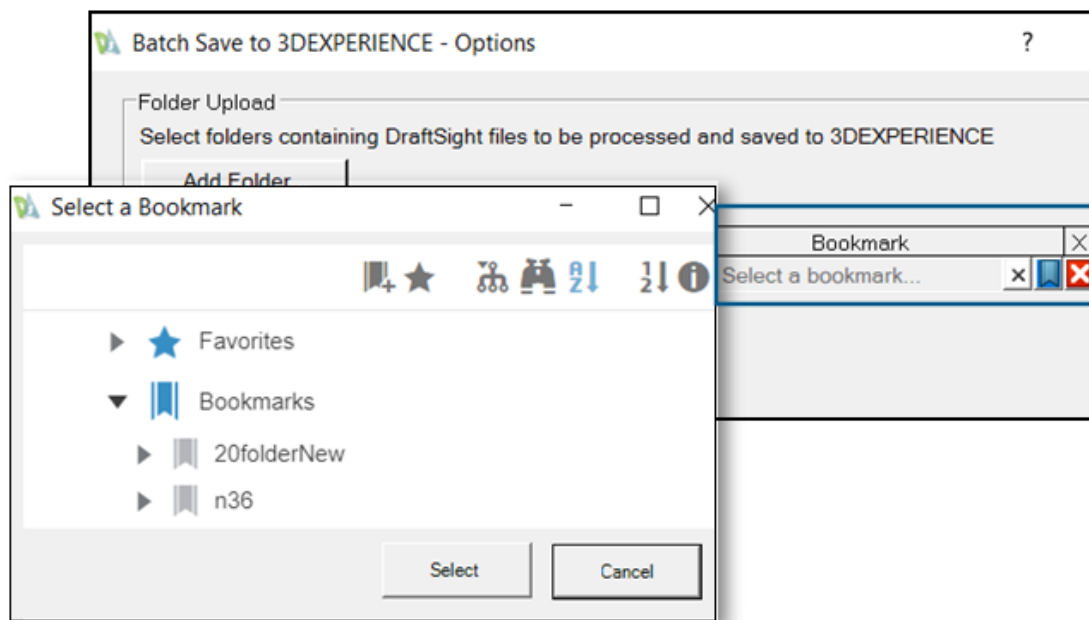 Batch Save to 3DEXPERIENCE - Options ?
Folder Upload
Select folders containing DraftSight files to be processed and saved to 3DEXPERIENCE
Add Folder
Select a Bookmark
Bookmark
Select a bookmark...
Favorites
Bookmarks
20folderNew
n36
Select Cancel